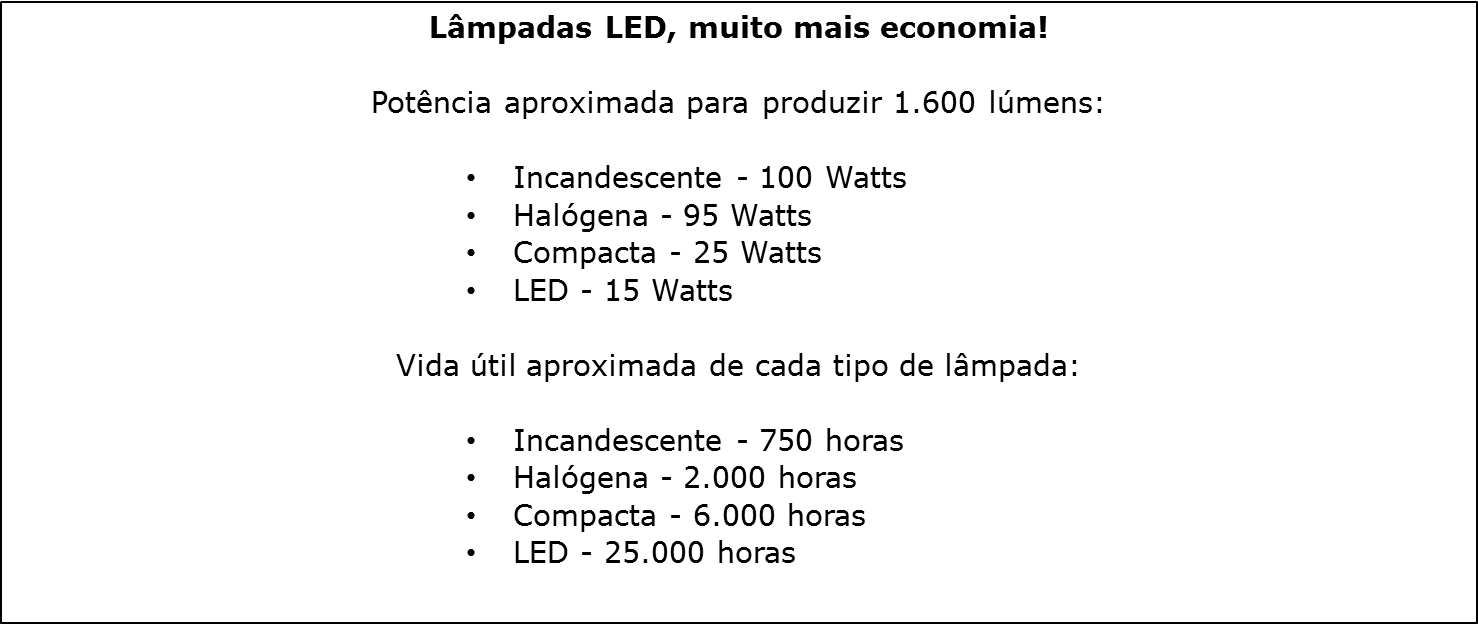 Lâmpadas LED, muito mais economia!
Potência aproximada para produzir 1.600 lúmens:
• Incandescente - 100 Watts
• Halógena - 95 Watts
• Compacta - 25 Watts
• LED - 15 Watts
Vida útil aproximada de cada tipo de lâmpada:
• Incandescente - 750 horas
• Halógena - 2.000 horas
• Compacta - 6.000 horas
• LED - 25.000 horas